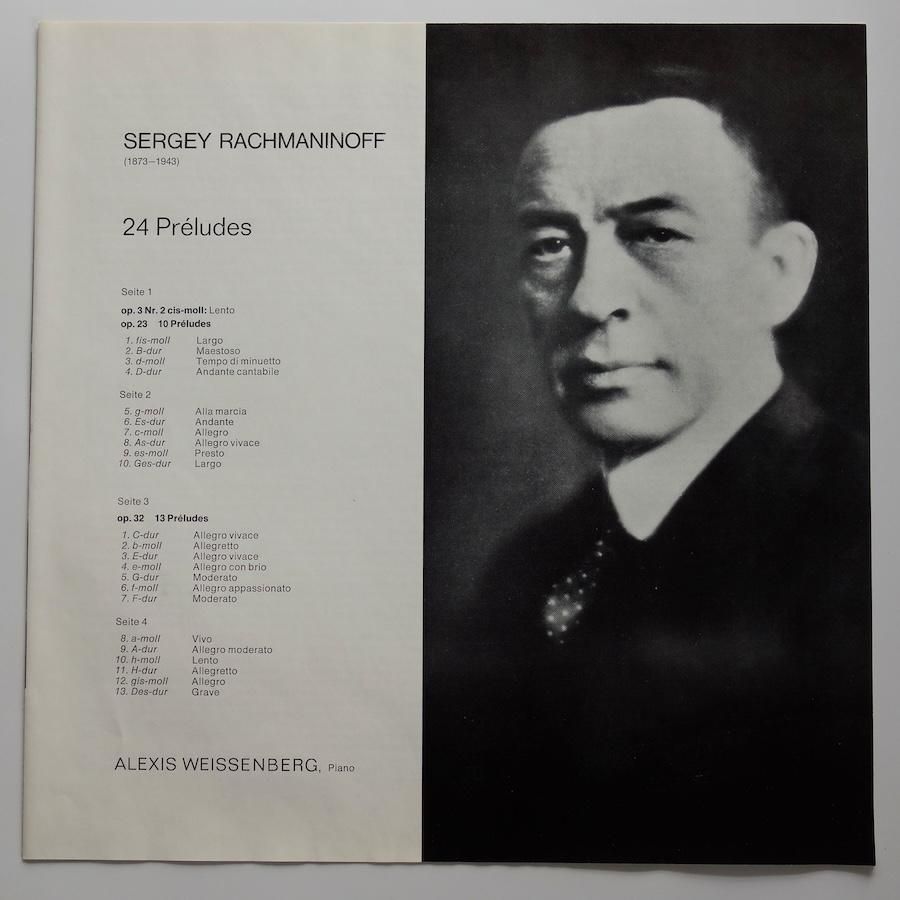 SERGEY RACHMANINOFF
(1873–1943)
24 Préludes
Seite 1
op. 3 Nr. 2 cis-moll: Lento
op. 23 10 Préludes
1. fis-moll Largo
2. B-dur Maestoso
3. d-moll Tempo di minuetto
4. D-dur Andante cantabile
Seite 2
5. g-moll Alla marcia
6. Es-dur Andante
7. c-moll Allegro
8. As-dur Allegro vivace
9. es-moll Presto
10. Ges-dur Largo
Seite 3
op. 32 13 Préludes
1. C-dur Allegro vivace
2. b-moll Allegretto
3. E-dur Allegro vivace
4. e-moll Allegro con brio
5. G-dur Moderato
6. f-moll Allegro appassionato
7. F-dur Moderato
Seite 4
8. a-moll Vivo
9. A-dur Allegro moderato
10. h-moll Lento
11. H-dur Allegretto
12. gis-moll Allegro
13. Des-dur Grave
ALEXIS WEISSENBERG, Piano